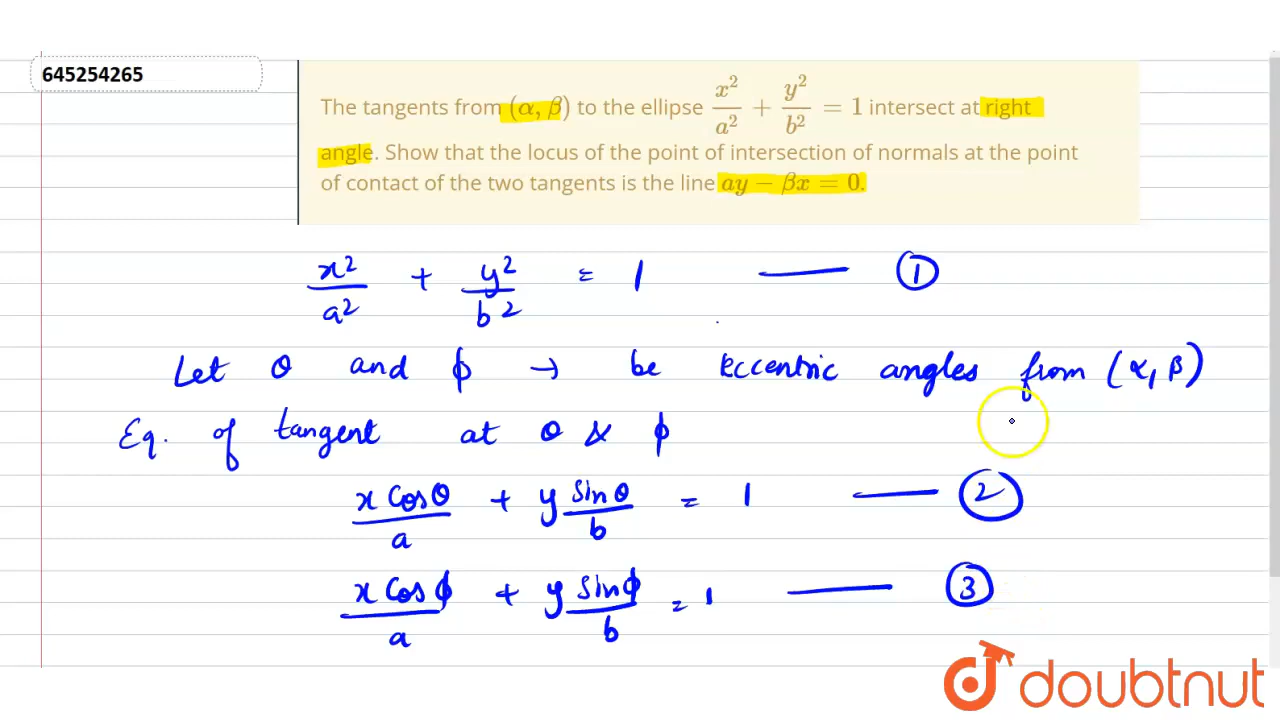 645254265
The tangents from (α, β) to the ellipse x²/a² + y²/b² = 1 intersect at right
angle. Show that the locus of the point of intersection of normals at the point
of contact of the two tangents is the line ay − βx = 0.
x²/a² + y²/b² = 1 —— ①
Let θ and ϕ → be Eccentric angles from (α, β)
Eq. of tangent at θ & ϕ
x Cosθ/a + y Sinθ/b = 1 —— ②
x Cosϕ/a + y Sinϕ/b = 1 —— ③
doubtnut